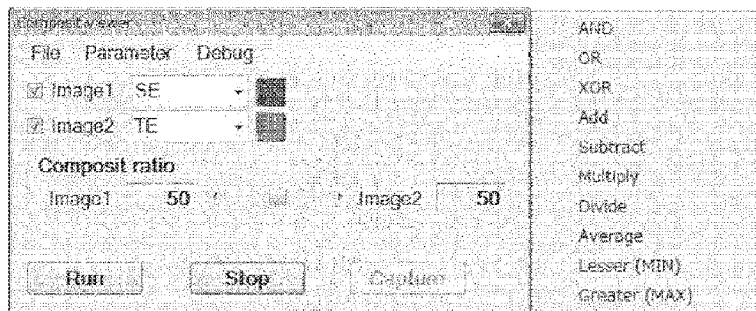 Composit viewer
File Parameter Debug
Image1 SE
Image2 TE
Composit ratio
Image1 50 Image2 50
Run Stop Capture
AND
OR
XOR
Add
Subtract
Multiply
Divide
Average
Lesser (MIN)
Greater (MAX)